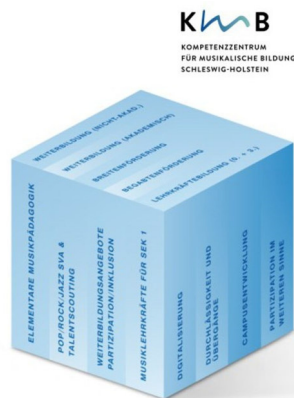 KMB
KOMPETENZZENTRUM
FÜR MUSIKALISCHE BILDUNG
SCHLESWIG-HOLSTEIN
WEITERBILDUNG (NICHT-AKAD.)
WEITERBILDUNG (AKADEMISCH)
BREITENFÖRDERUNG
BEGABTENFÖRDERUNG
LEHRKRÄFTEBILDUNG (0. + 3.)
ELEMENTARE MUSIKPÄDAGOGIK
POP/ROCK/JAZZ SVA &
TALENTSCOUTING
WEITERBILDUNGSANGEBOTE
PARTIZIPATION/INKLUSION
MUSIKLEHRKRÄFTE FÜR SEK 1
DIGITALISIERUNG
DURCHLÄSSIGKEIT UND
ÜBERGÄNGE
CAMPUSENTWICKLUNG
PARTIZIPATION IM
WEITEREN SINNE